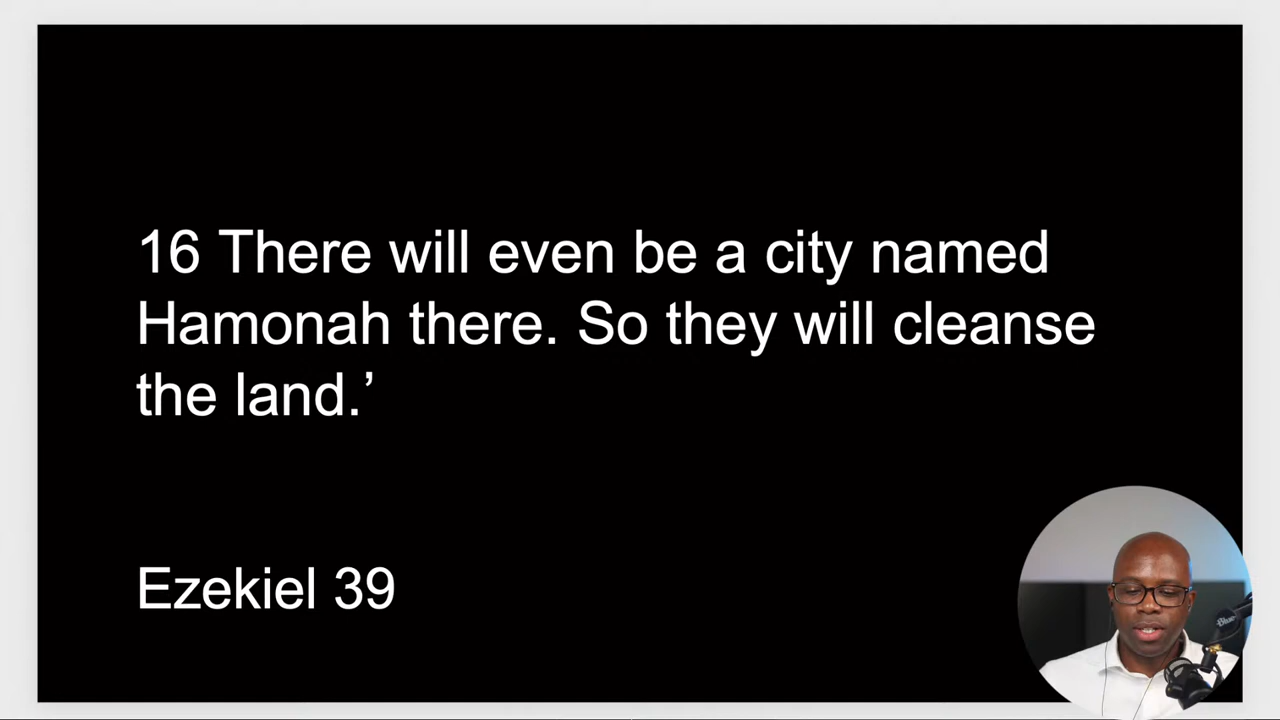 16 There will even be a city named
Hamonah there. So they will cleanse
the land.’
Ezekiel 39